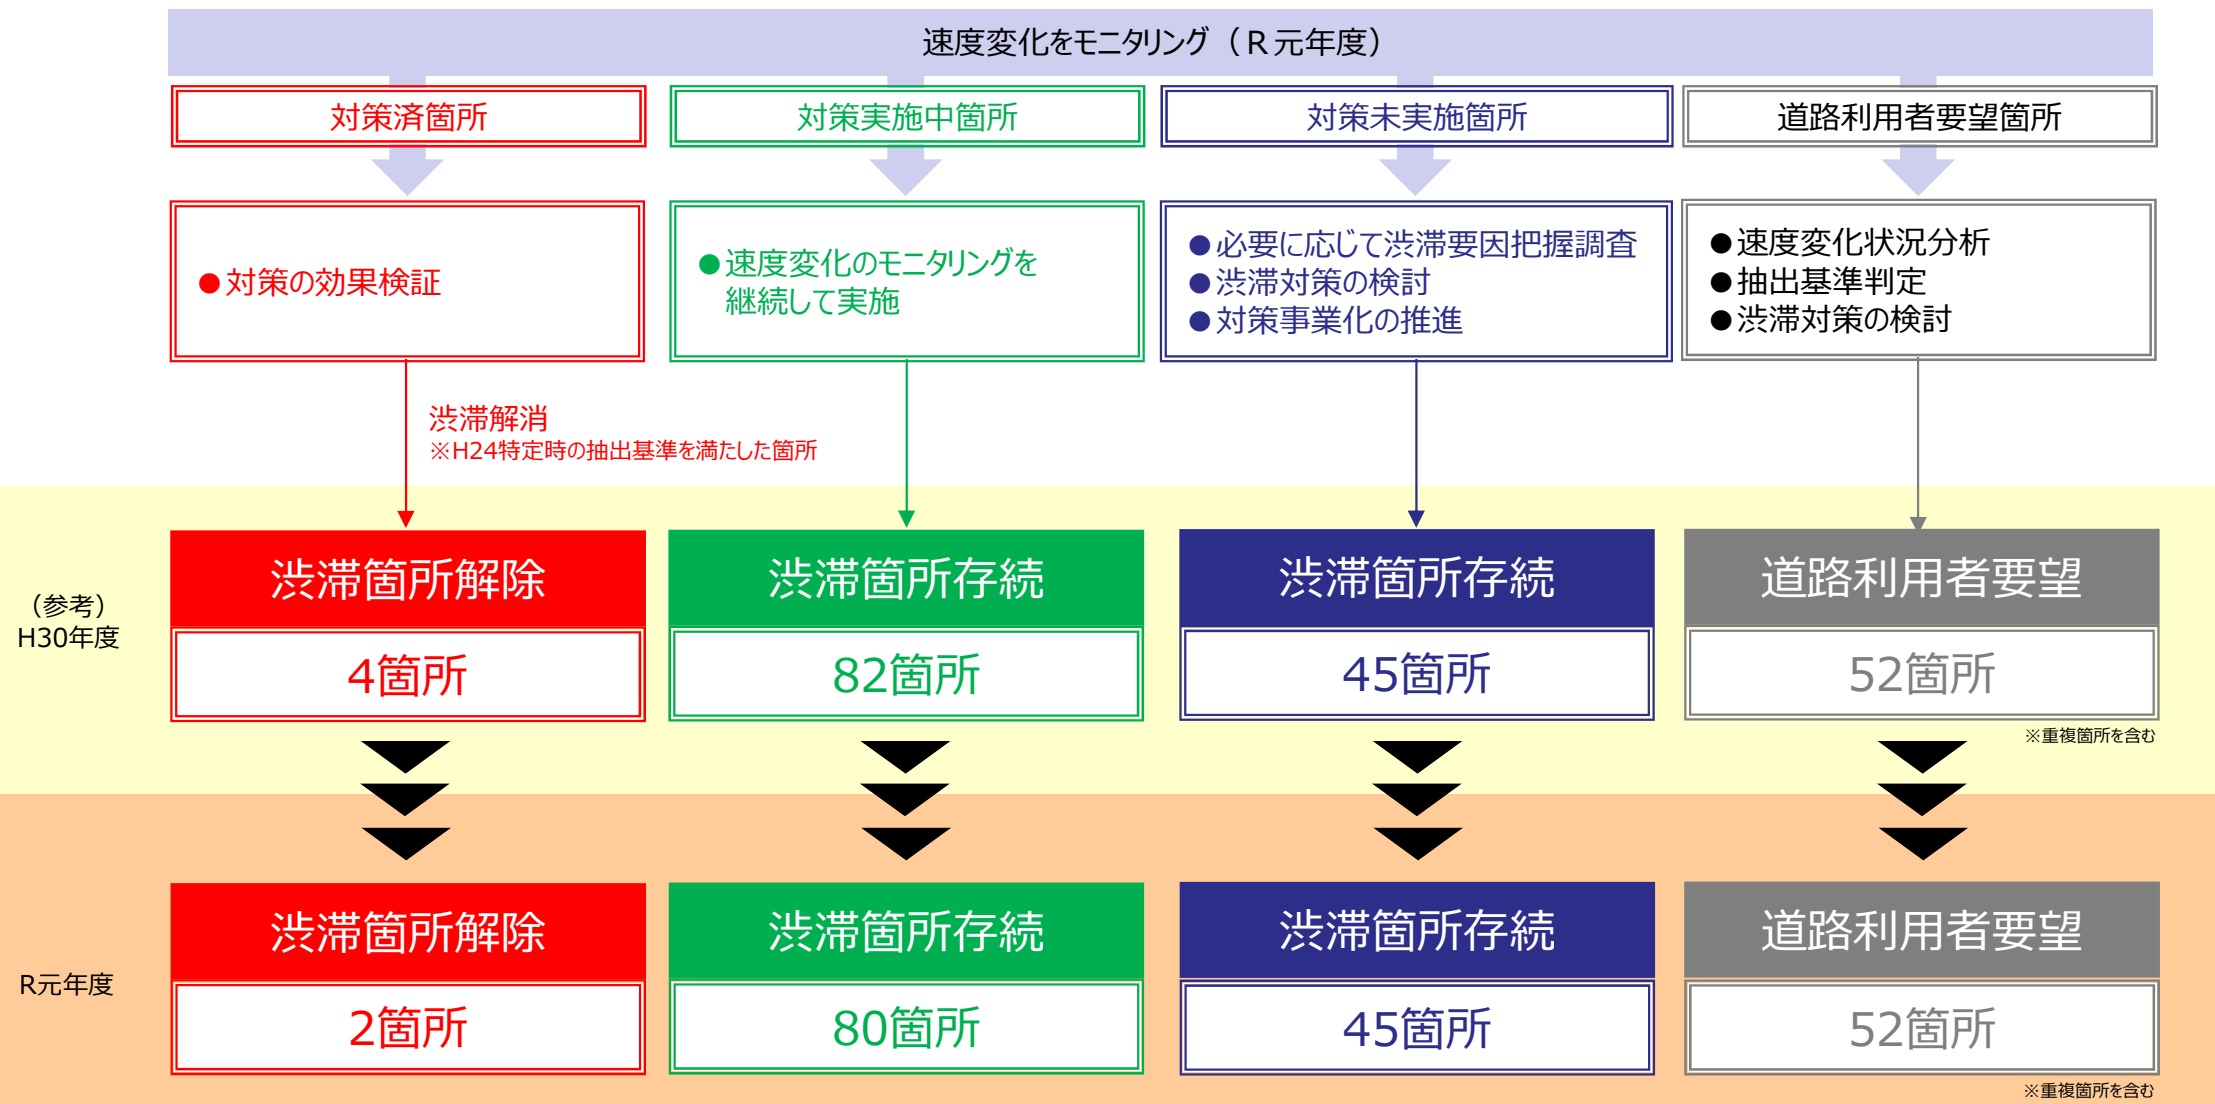 速度変化をモニタリング（Ｒ元年度）
対策済箇所
対策実施中箇所
対策未実施箇所
道路利用者要望箇所
●対策の効果検証
●速度変化のモニタリングを
継続して実施
●必要に応じて渋滞要因把握調査
●渋滞対策の検討
●対策事業化の推進
●速度変化状況分析
●抽出基準判定
●渋滞対策の検討
渋滞解消
※H24特定時の抽出基準を満たした箇所
（参考）
H30年度
渋滞箇所解除
4箇所
渋滞箇所存続
82箇所
渋滞箇所存続
45箇所
道路利用者要望
52箇所
※重複箇所を含む
R元年度
渋滞箇所解除
2箇所
渋滞箇所存続
80箇所
渋滞箇所存続
45箇所
道路利用者要望
52箇所
※重複箇所を含む